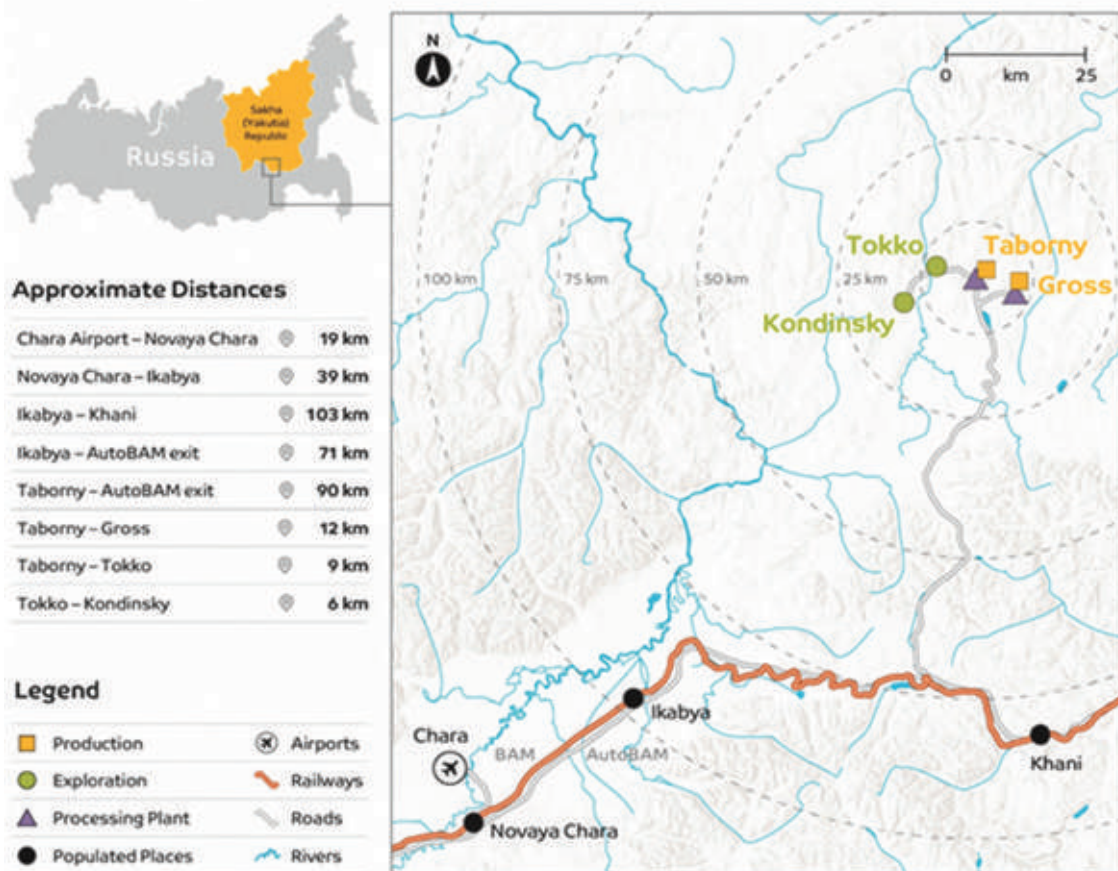 Sakha
(Yakutia)
Republic
Russia
Approximate Distances
Chara Airport – Novaya Chara 19 km
Novaya Chara – Ikabya 39 km
Ikabya – Khani 103 km
Ikabya – AutoBAM exit 71 km
Taborny – AutoBAM exit 90 km
Taborny – Gross 12 km
Taborny – Tokko 9 km
Tokko – Kondinsky 6 km
Legend
Production
Airports
Exploration
Railways
Processing Plant
Roads
Populated Places
Rivers
N
0 km 25
Tokko
Taborny
100 km
75 km
50 km
25 km
Gross
Kondinsky
Ikabya
Chara
BAM
AutoBAM
Khani
Novaya Chara